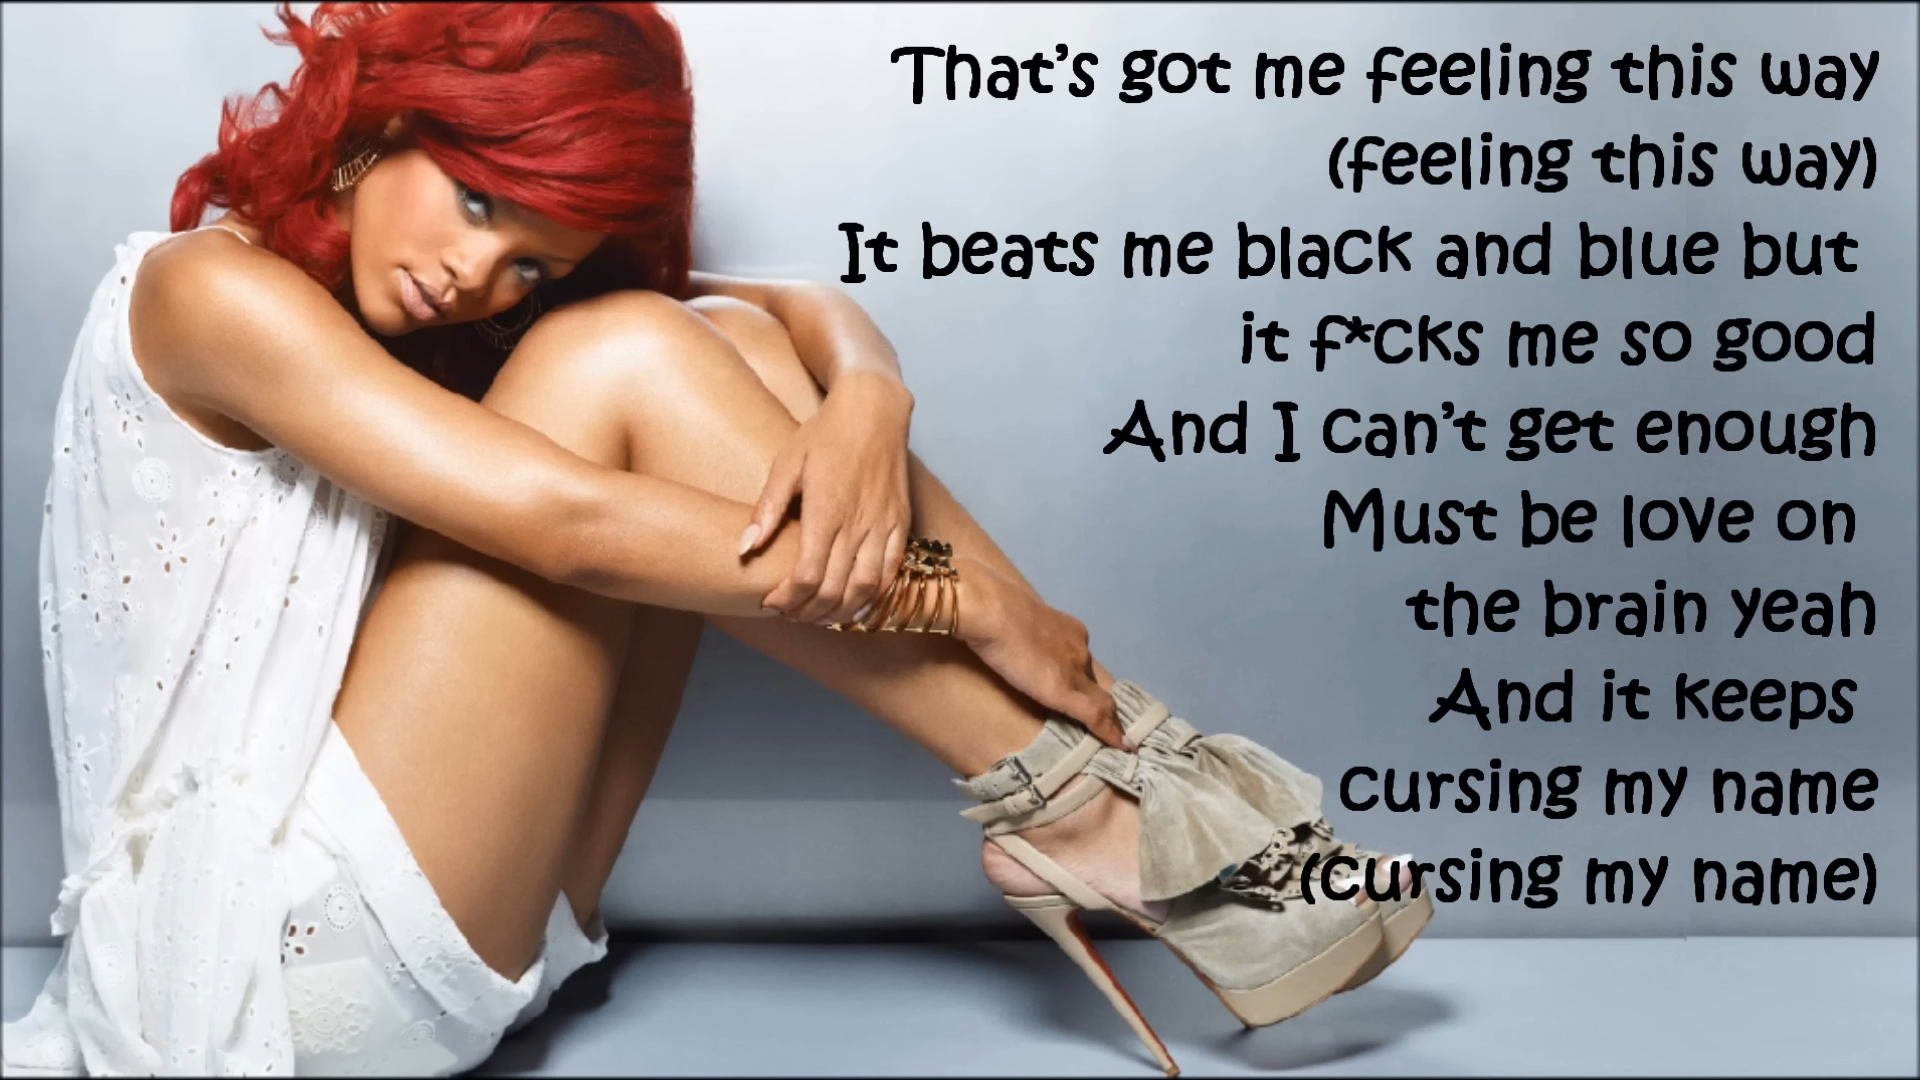 That's got me feeling this way
(feeling this way)
It beats me black and blue but
it f*cks me so good
And I can't get enough
Must be love on
the brain yeah
And it keeps
cursing my name
(cursing my name)